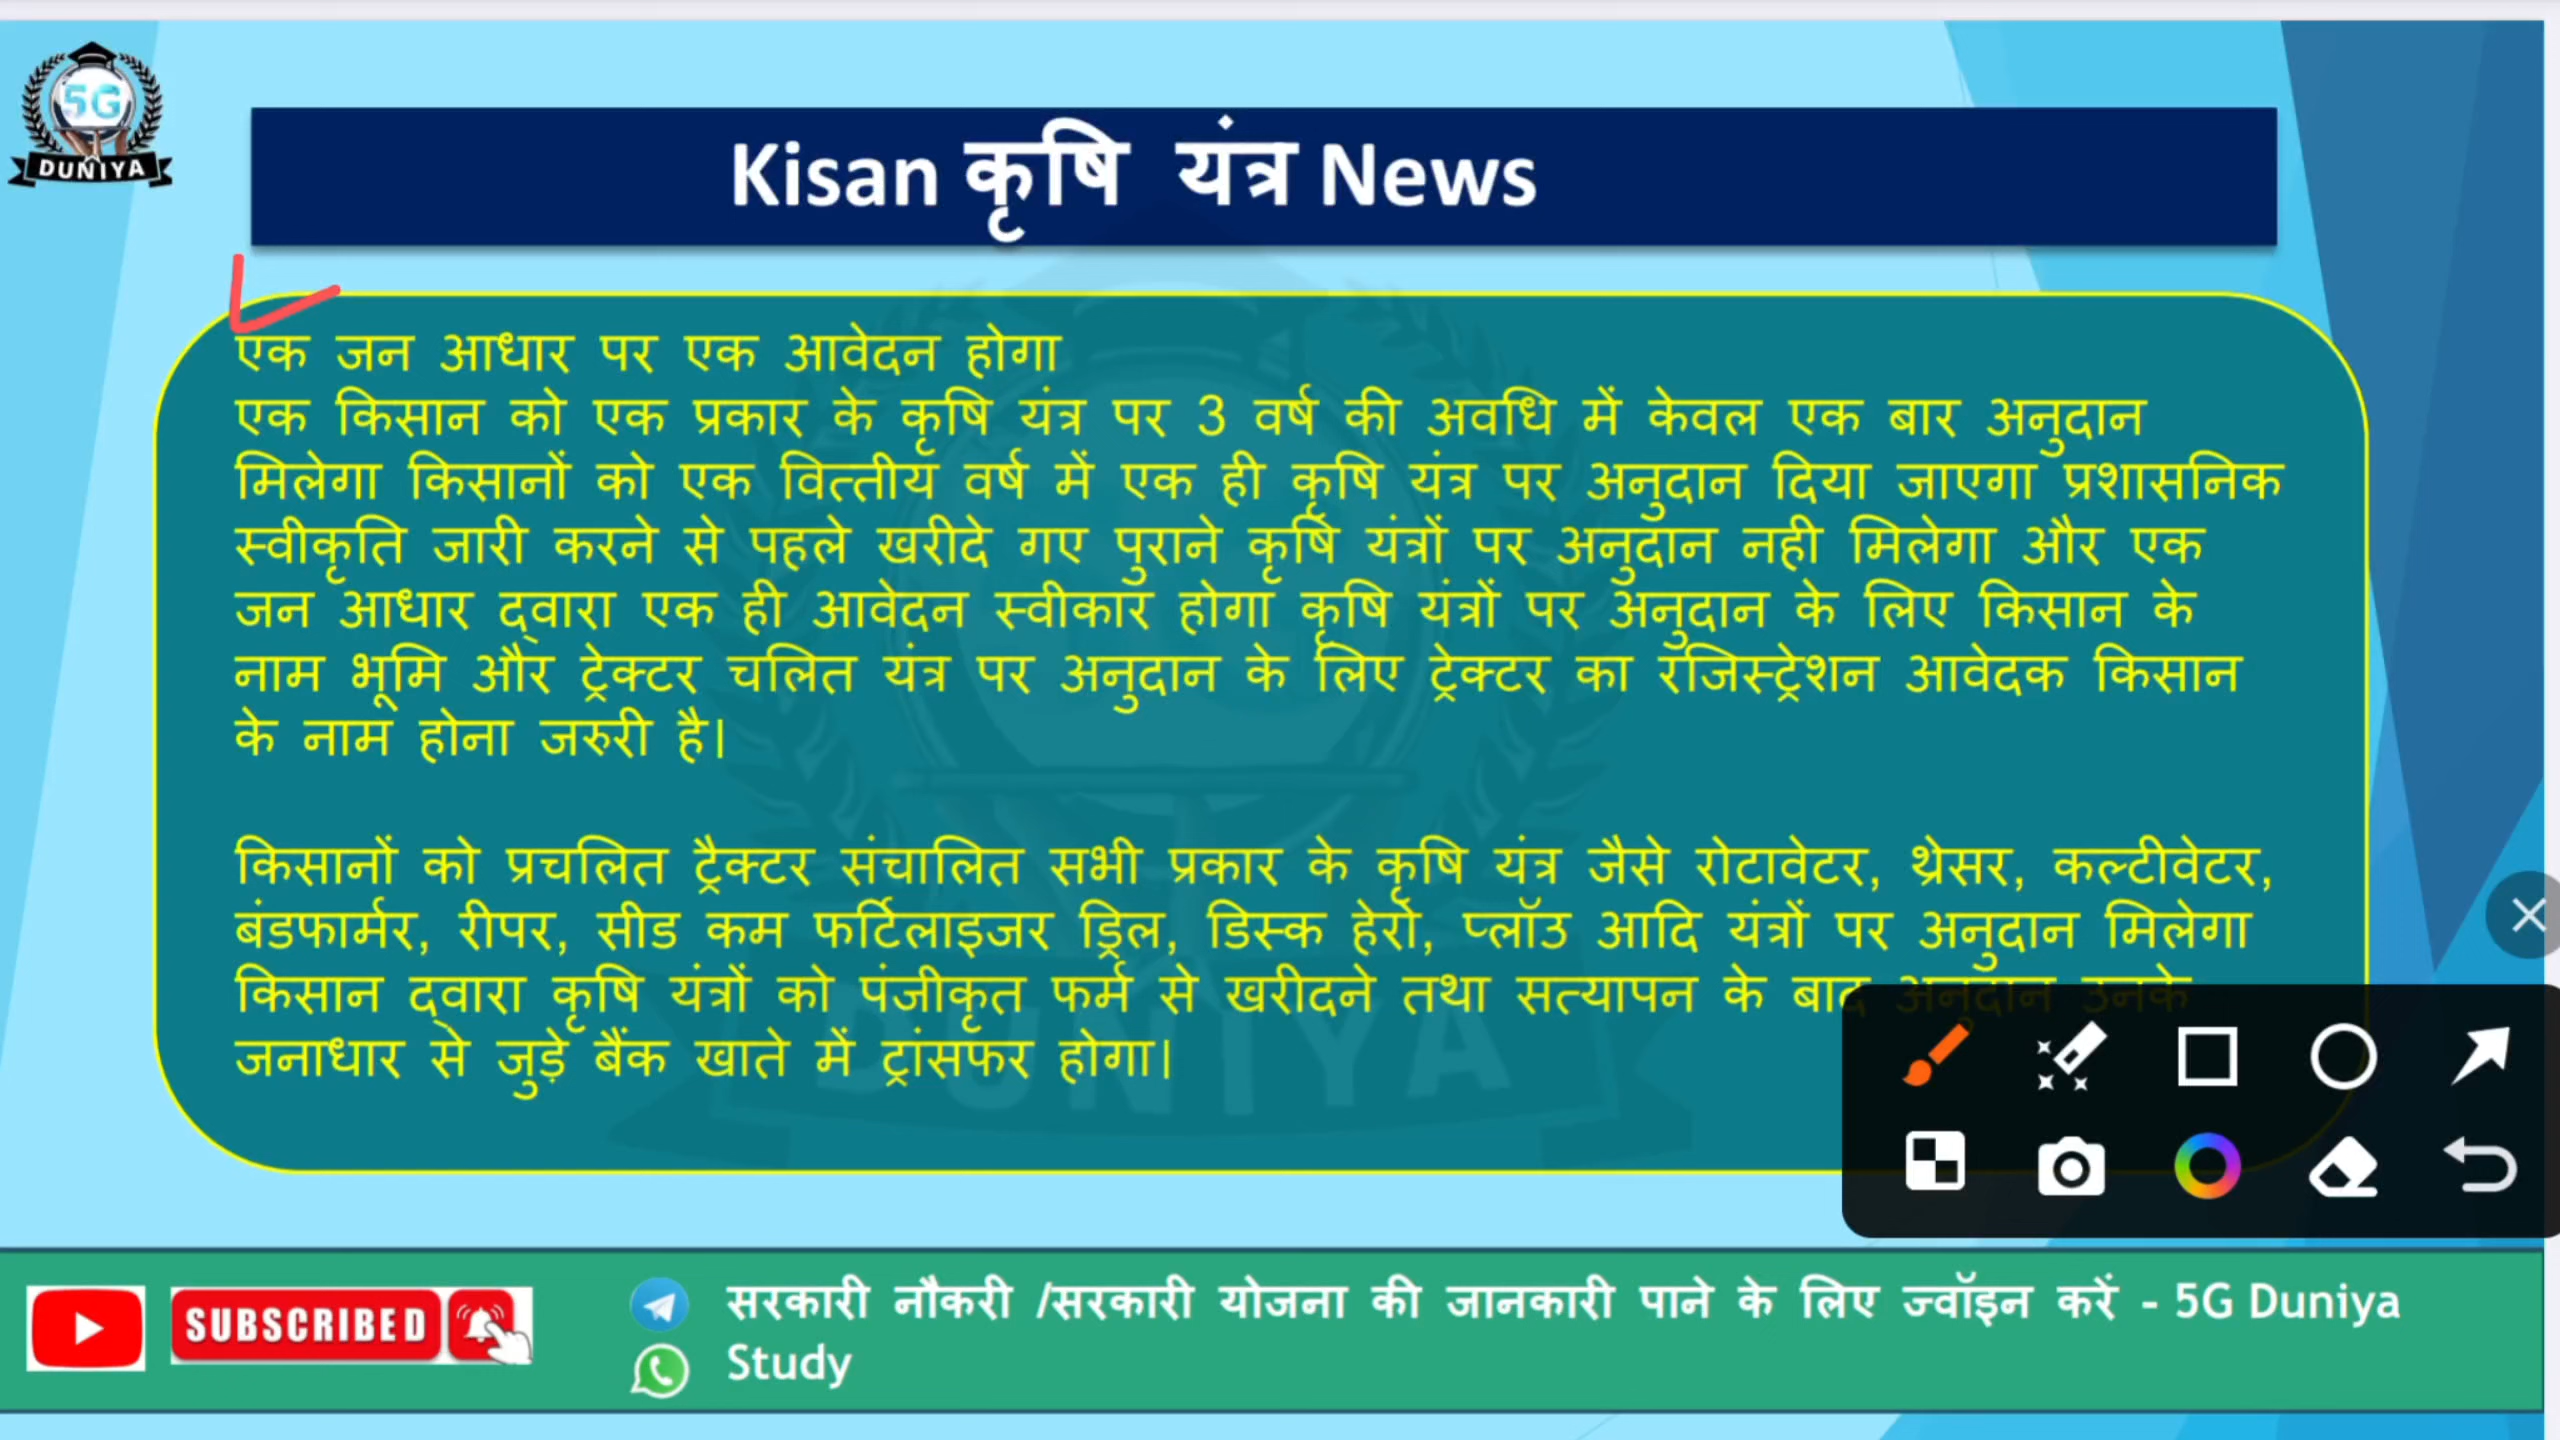 5G
DUNIYA
Kisan कृषि यंत्र News
एक जन आधार पर एक आवेदन होगा
एक किसान को एक प्रकार के कृषि यंत्र पर 3 वर्ष की अवधि में केवल एक बार अनुदान
मिलेगा किसानों को एक वित्तीय वर्ष में एक ही कृषि यंत्र पर अनुदान दिया जाएगा प्रशासनिक
स्वीकृति जारी करने से पहले खरीदे गए पुराने कृषि यंत्रों पर अनुदान नही मिलेगा और एक
जन आधार द्वारा एक ही आवेदन स्वीकार होगा कृषि यंत्रों पर अनुदान के लिए किसान के
नाम भूमि और ट्रेक्टर चलित यंत्र पर अनुदान के लिए ट्रेक्टर का रजिस्ट्रेशन आवेदक किसान
के नाम होना जरुरी है।
किसानों को प्रचलित ट्रैक्टर संचालित सभी प्रकार के कृषि यंत्र जैसे रोटावेटर, थ्रेसर, कल्टीवेटर,
बंडफार्मर, रीपर, सीड कम फर्टिलाइजर ड्रिल, डिस्क हेरो, प्लॉउ आदि यंत्रों पर अनुदान मिलेगा
किसान द्वारा कृषि यंत्रों को पंजीकृत फर्म से खरीदने तथा सत्यापन के बाद अनुदान उनके
जनाधार से जुड़े बैंक खाते में ट्रांसफर होगा।
DUNIYA
SUBSCRIBED
सरकारी नौकरी /सरकारी योजना की जानकारी पाने के लिए ज्वॉइन करें - 5G Duniya
Study